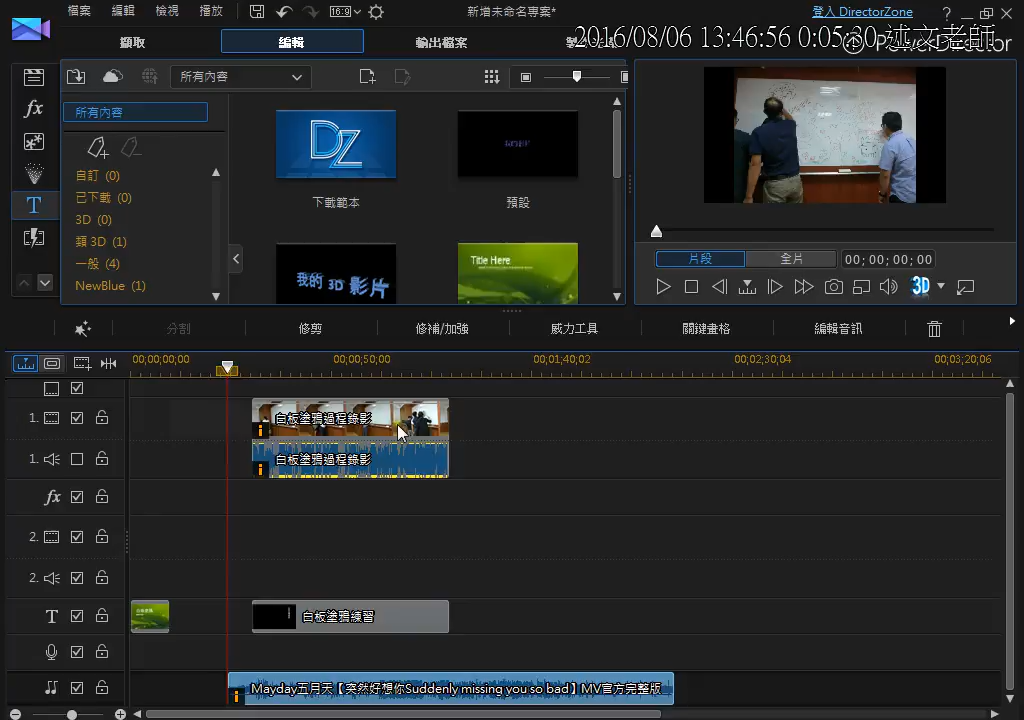 檔案 編輯 檢視 播放 16:9 新增未命名專案* 登入 DirectorZone ?
擷取 編輯 輸出檔案
2016/08/06 13:46:56 0:05:30 述文老師
PowerDirector
所有內容
所有內容
自訂 (0)
已下載 (0)
3D (0)
類 3D (1)
一般 (4)
NewBlue (1)
fx
T
DZ
下載範本
預設
我的 3D 影片
Title Here
片段 全片 00; 00; 00; 00
3D
分割 修剪 修補/加強 威力工具 關鍵畫格 編輯音訊
00;00;00;00 00;00;50;00 00;01;40;02 00;02;30;04 00;03;20;06
1. 白板塗鴉過程錄影
1. 白板塗鴉過程錄影
fx
2.
2.
T 白板塗鴉練習
Mayday五月天【突然好想你Suddenly missing you so bad】MV官方完整版